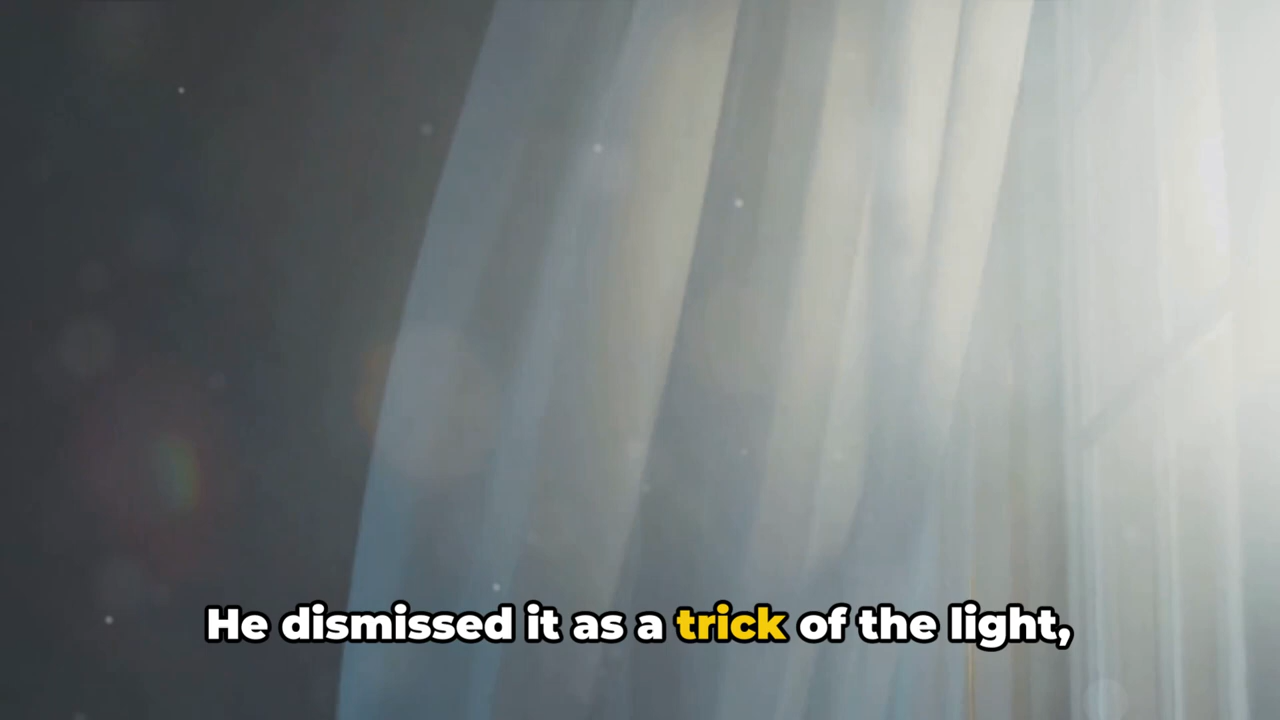 He dismissed it as a trick of the light,